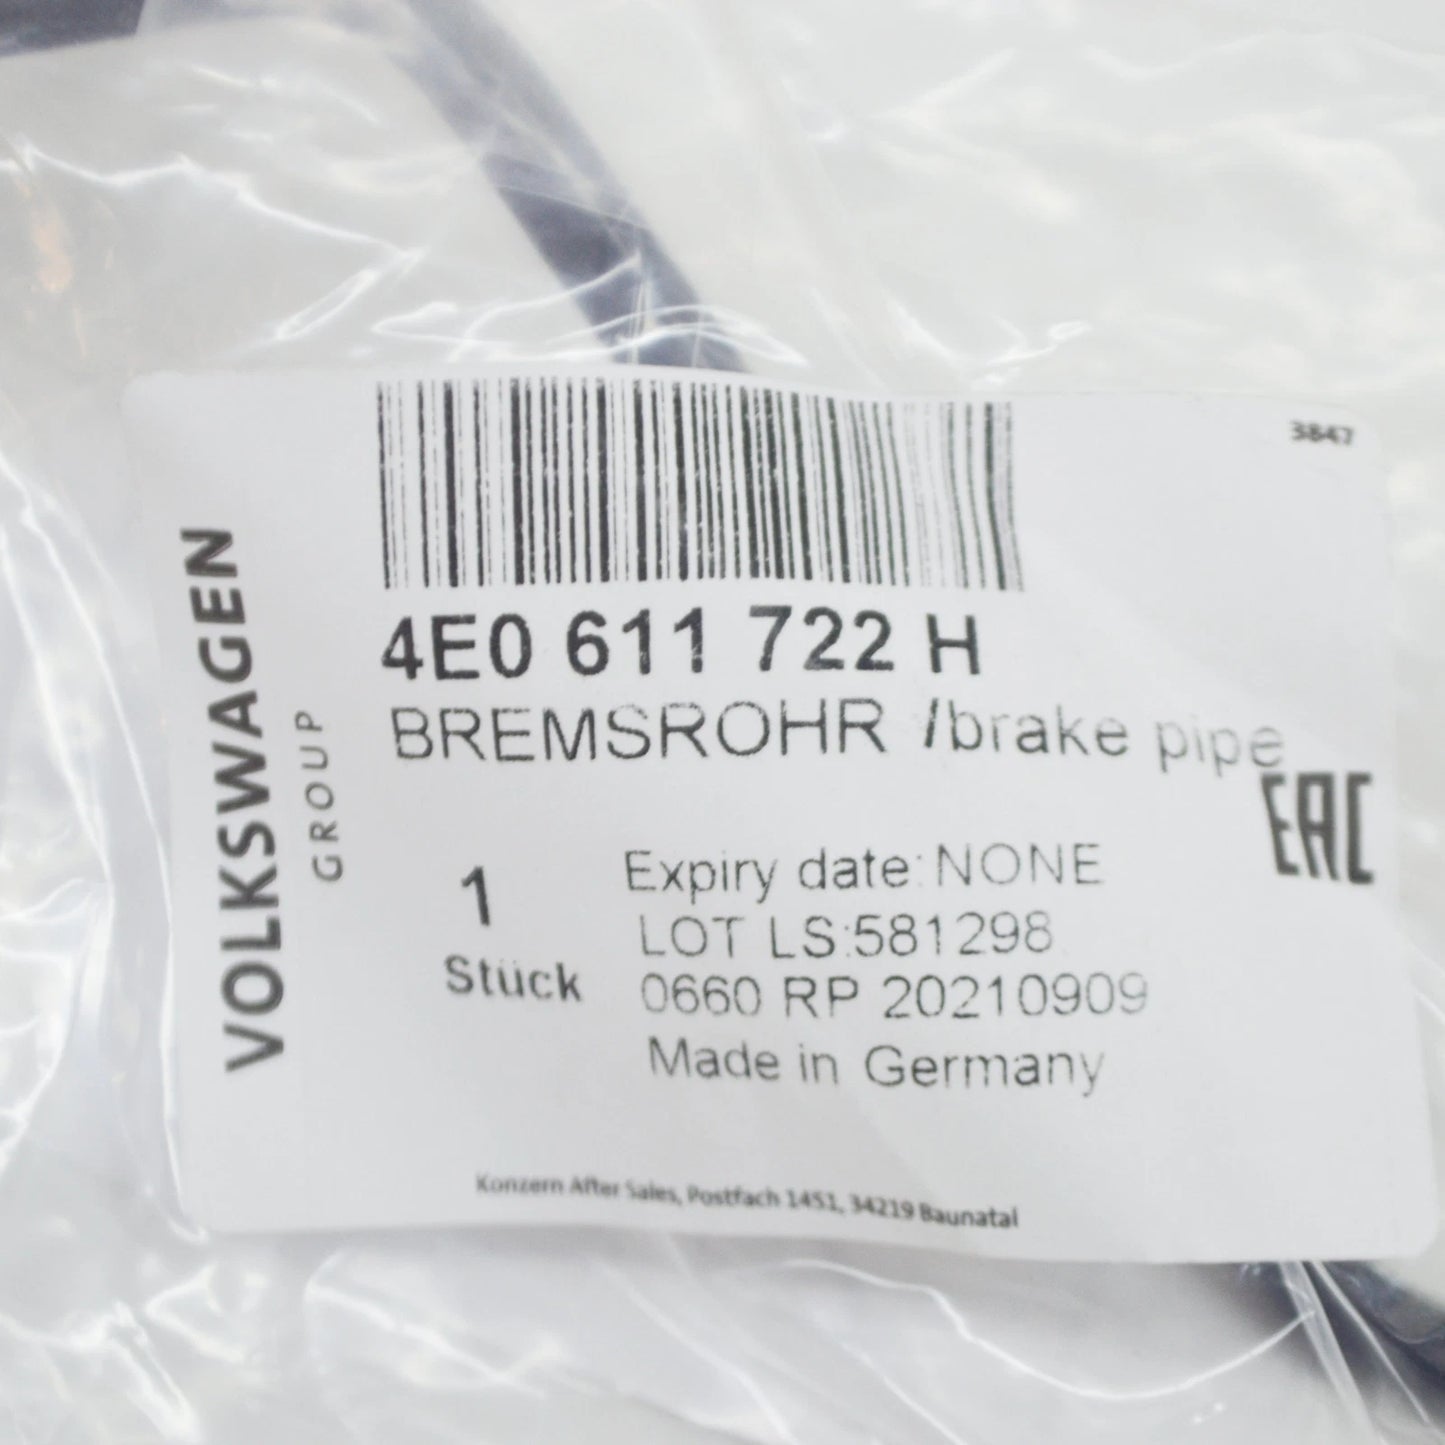 3847
4E0 611 722 H
BREMSROHR /brake pipe
EAC
VOLKSWAGEN
GROUP
1
Stück
Expiry date:NONE
LOT LS:581298
0660 RP 20210909
Made in Germany
Konzern After Sales, Postfach 1451, 34219 Baunatal